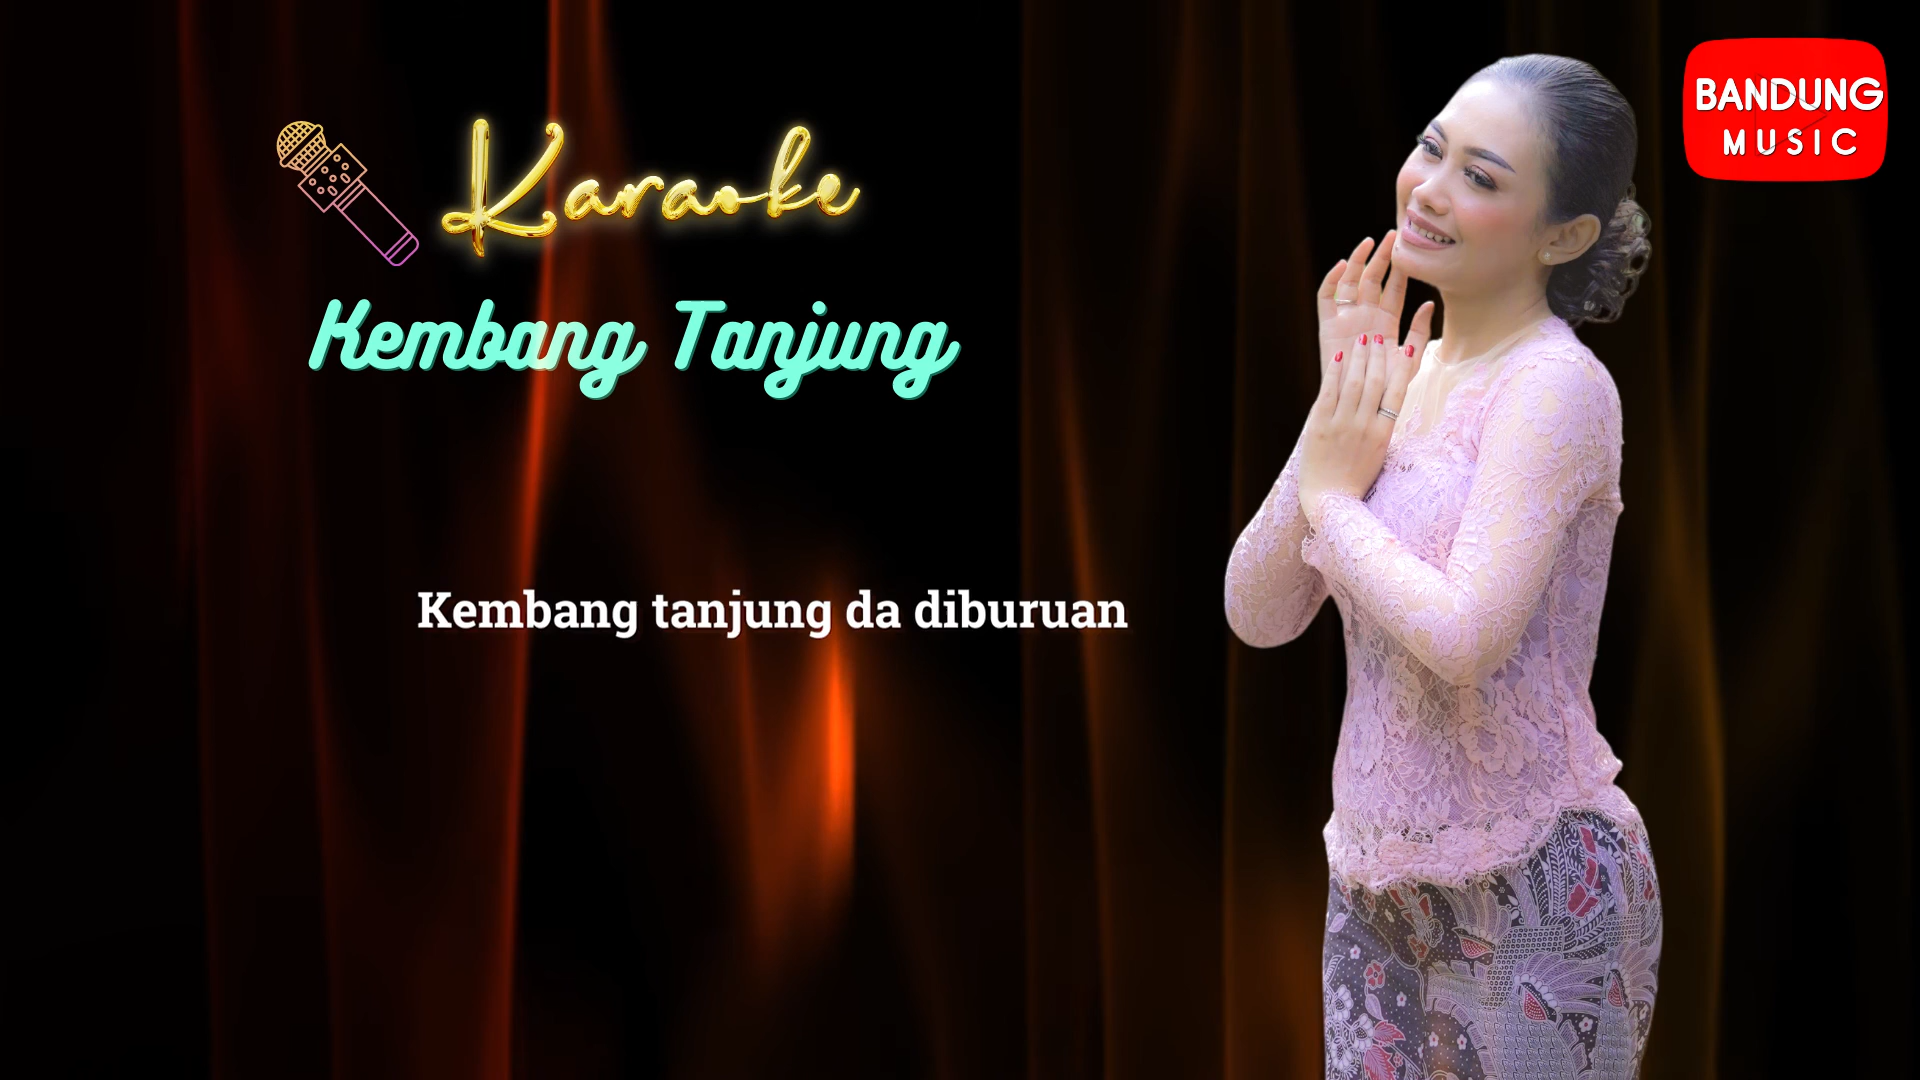 Karaoke
Kembang Tanjung
Kembang tanjung da diburuan
BANDUNG
MUSIC